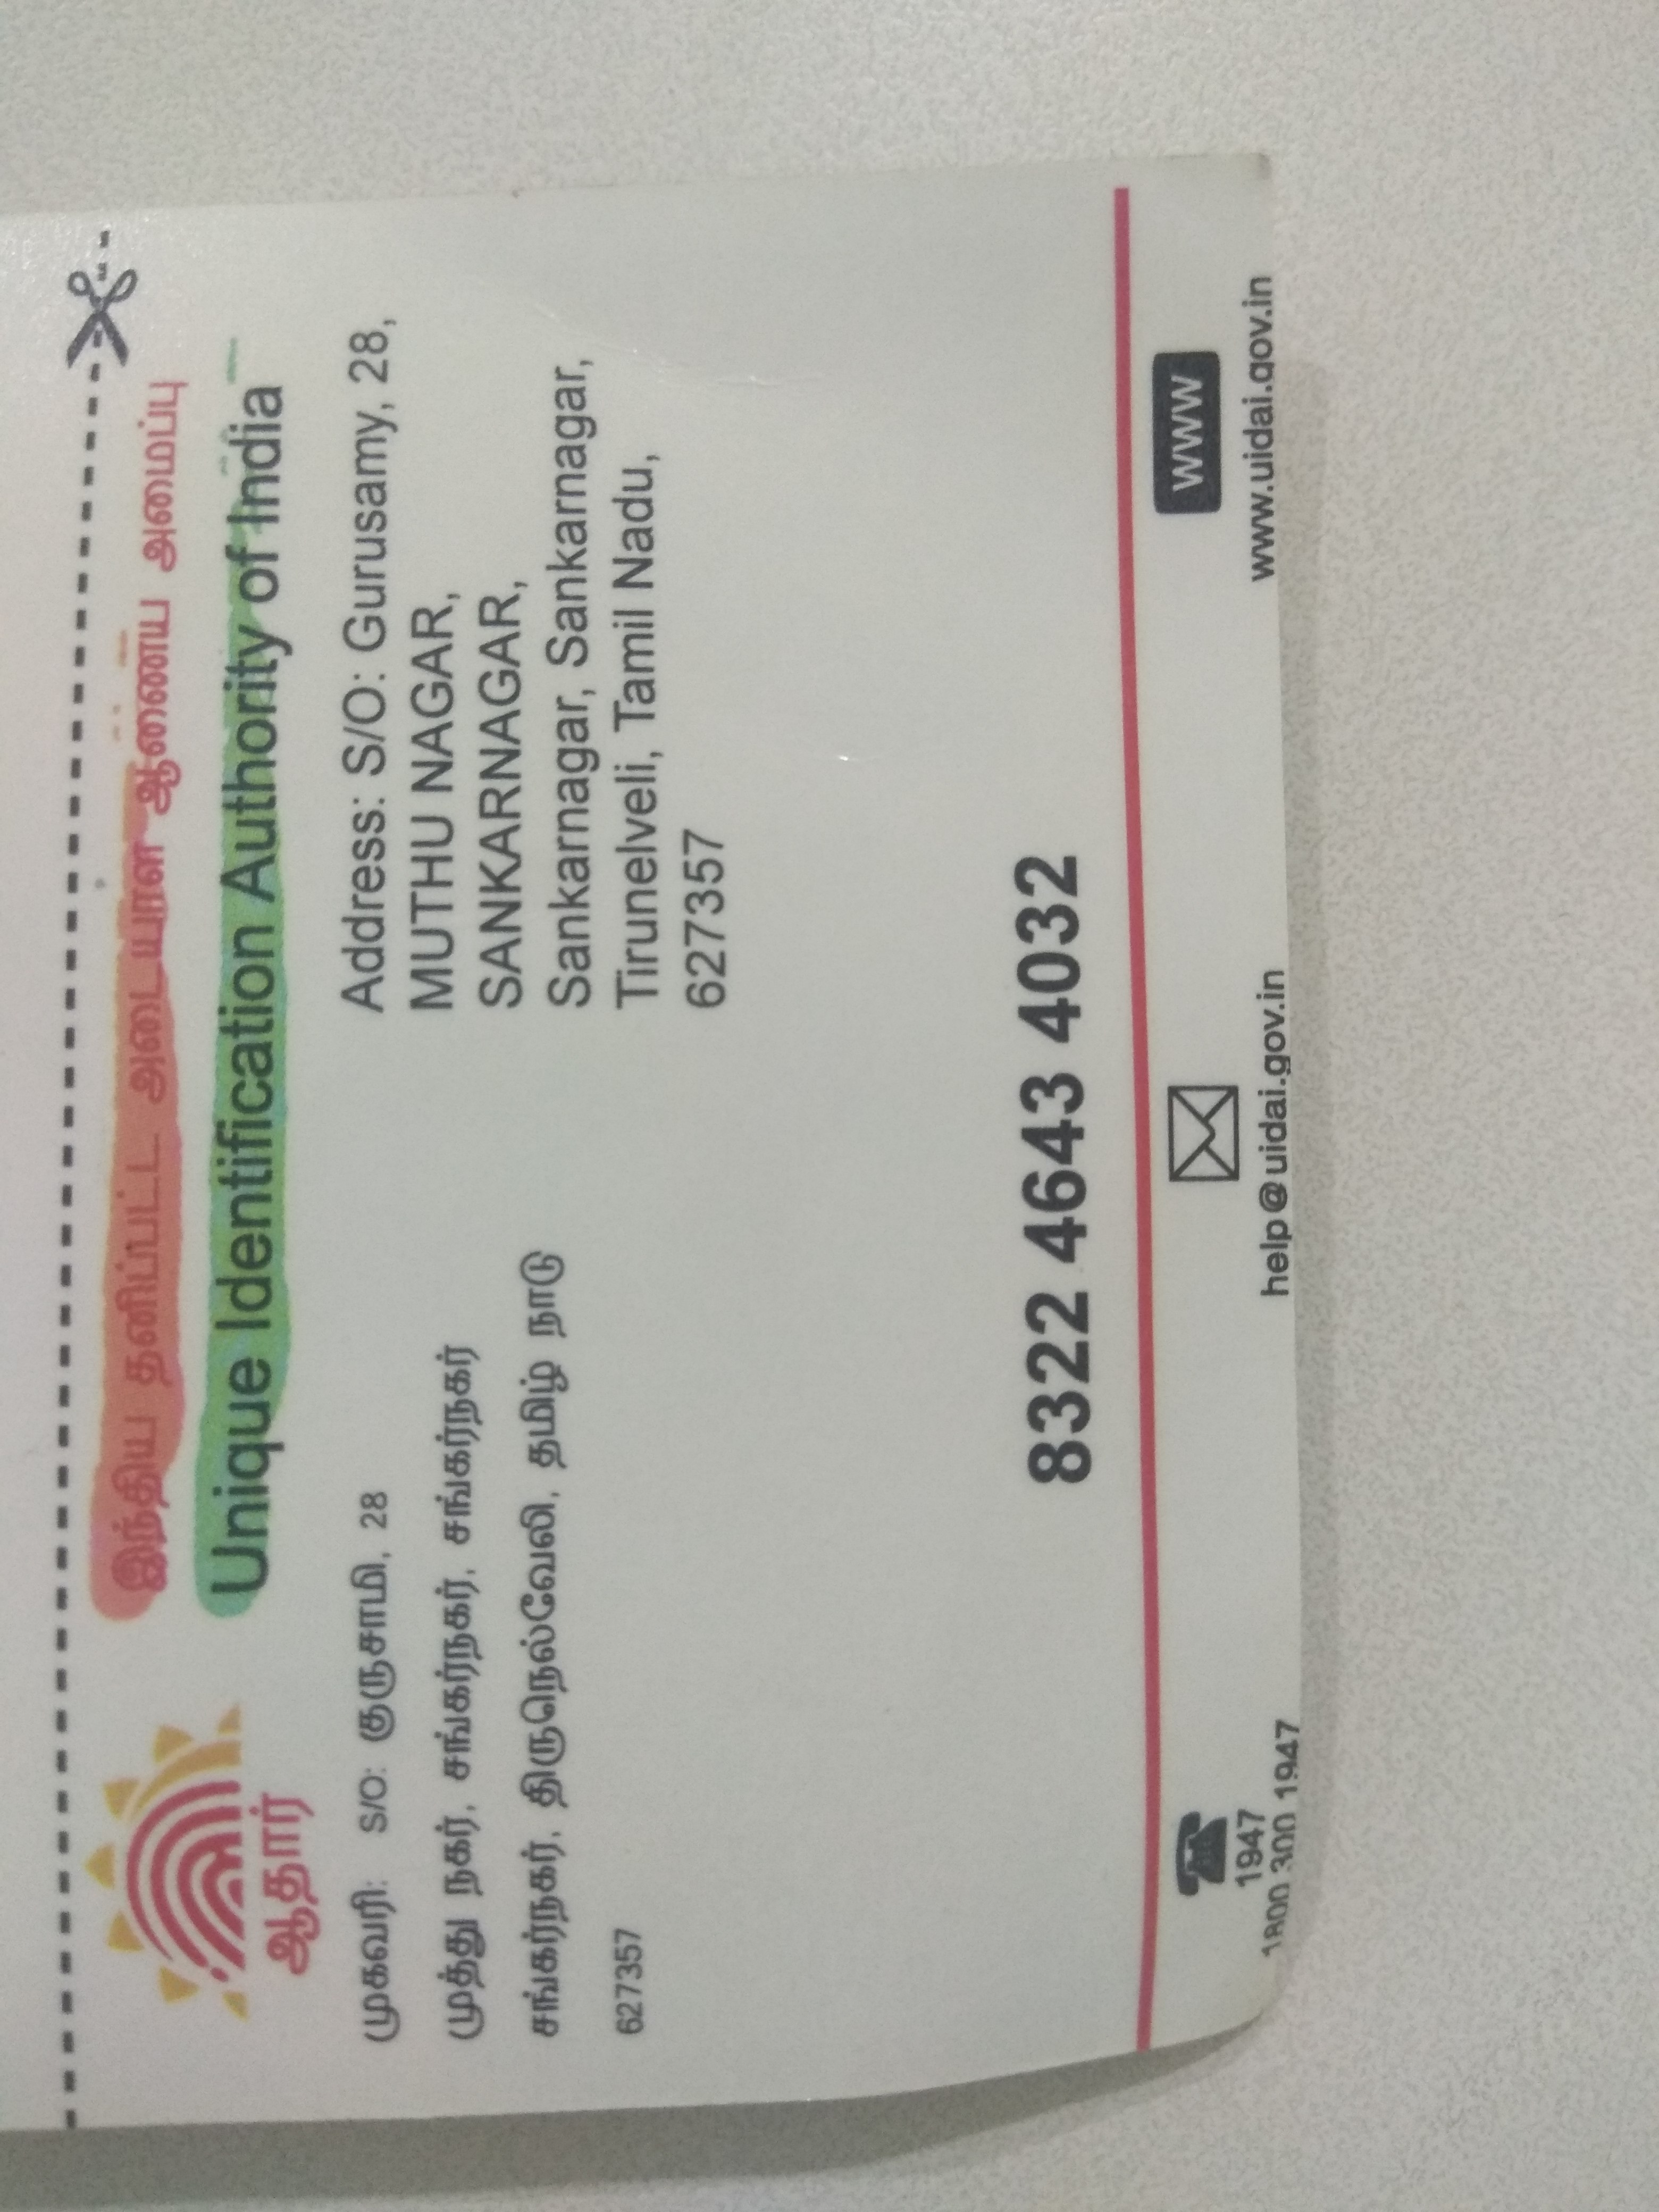 இந்திய தனிப்பட்ட அடையாள ஆணைய அமைப்பு
Unique Identification Authority of India
ஆதார்
முகவரி: S/O: குருசாமி, 28
முத்து நகர், சங்கர்நகர், சங்கர்நகர்
சங்கர்நகர், திருநெல்வேலி, தமிழ் நாடு
627357
Address: S/O: Gurusamy, 28,
MUTHU NAGAR,
SANKARNAGAR,
Sankarnagar, Sankarnagar,
Tirunelveli, Tamil Nadu,
627357
8322 4643 4032
1947
1800 300 1947
help@uidai.gov.in
www
www.uidai.gov.in